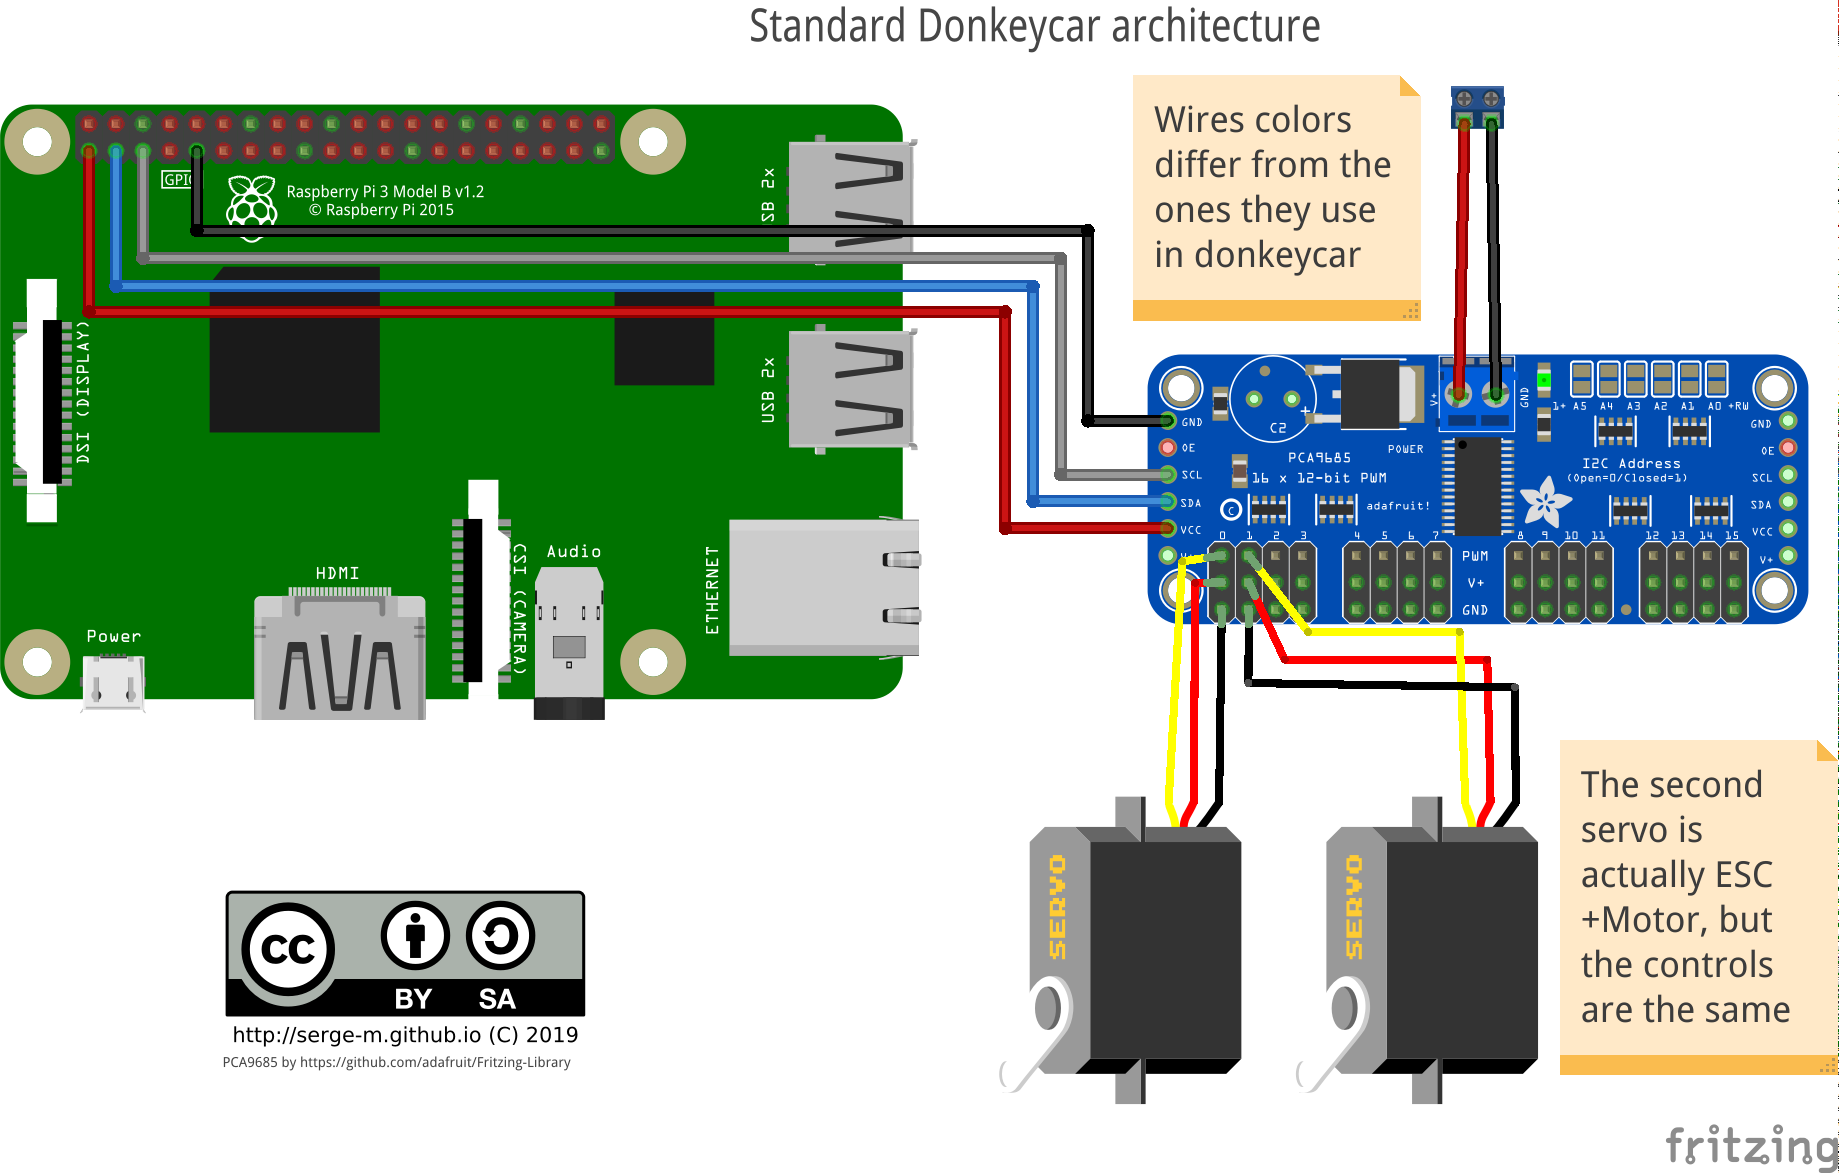 Standard Donkeycar architecture
Wires colors
differ from the
ones they use
in donkeycar
GPIO
Raspberry Pi 3 Model B v1.2
© Raspberry Pi 2015
USB 2x
USB 2x
DSI (DISPLAY)
CSI (CAMERA)
ETHERNET
Audio
HDMI
Power
V+
GND
C2
+
1+ A5 A4 A3 A2 A1 A0 +RW
GND
OE
SCL
SDA
VCC
V+
PCA9685
16 x 12-bit PWM
POWER
C
adafruit!
I2C Address
(Open=0/Closed=1)
GND
OE
SCL
SDA
VCC
V+
0 1 2 3 4 5 6 7 8 9 10 11 12 13 14 15
PWM
V+
GND
SERVO
SERVO
The second
servo is
actually ESC
+Motor, but
the controls
are the same
cc
BY SA
http://serge-m.github.io (C) 2019
PCA9685 by https://github.com/adafruit/Fritzing-Library
fritzing